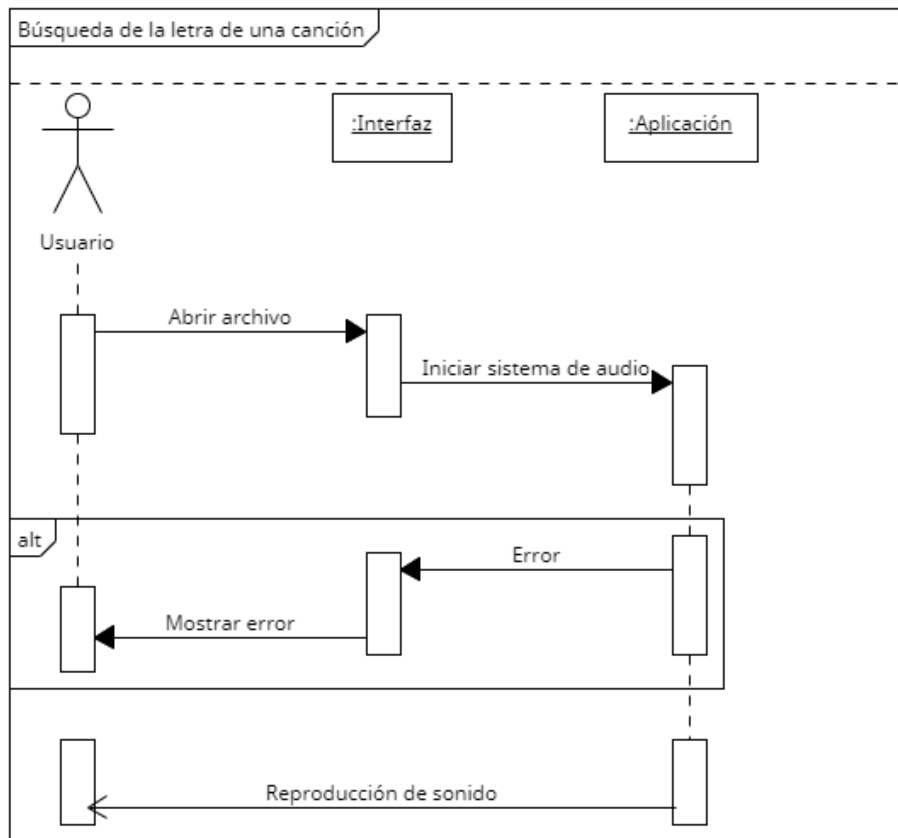 Búsqueda de la letra de una canción
:Interfaz
:Aplicación
Usuario
Abrir archivo
Iniciar sistema de audio
alt
Error
Mostrar error
Reproducción de sonido